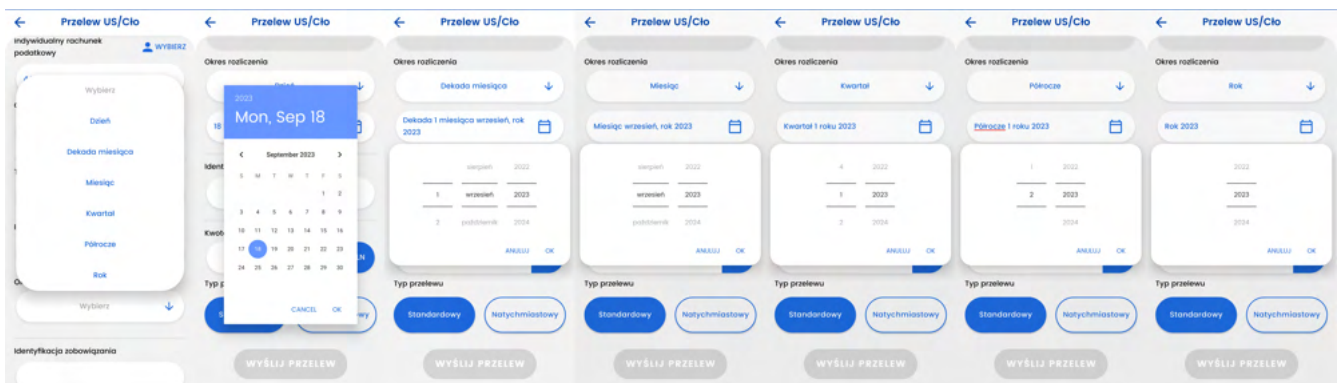 Przelew US/Cło
Indywidualny rachunek
podatkowy
WYBIERZ
Wybierz
Dzień
Dekada miesiąca
Miesiąc
Kwartał
Półrocze
Rok
Wybierz
Identyfikacja zobowiązania
Przelew US/Cło
Okres rozliczenia
2023
Mon, Sep 18
18
September 2023
S M T W T F S
1 2
3 4 5 6 7 8 9
10 11 12 13 14 15 16
17 18 19 20 21 22 23
24 25 26 27 28 29 30
CANCEL OK
Ident
Kwot
LN
Typ p
S
wy
WYŚLIJ PRZELEW
Przelew US/Cło
Okres rozliczenia
Dekada miesiąca
Dekada 1 miesiąca wrzesień, rok
2023
sierpień 2022
1 wrzesień 2023
2 październik 2024
ANULUJ OK
Typ przelewu
Standardowy Natychmiastowy
WYŚLIJ PRZELEW
Przelew US/Cło
Okres rozliczenia
Miesiąc
Miesiąc wrzesień, rok 2023
sierpień 2022
wrzesień 2023
październik 2024
ANULUJ OK
Typ przelewu
Standardowy Natychmiastowy
WYŚLIJ PRZELEW
Przelew US/Cło
Okres rozliczenia
Kwartał
Kwartał 1 roku 2023
4 2022
1 2023
2 2024
ANULUJ OK
Typ przelewu
Standardowy Natychmiastowy
WYŚLIJ PRZELEW
Przelew US/Cło
Okres rozliczenia
Półrocze
Półrocze 1 roku 2023
1 2022
2 2023
2024
ANULUJ OK
Typ przelewu
Standardowy Natychmiastowy
WYŚLIJ PRZELEW
Przelew US/Cło
Okres rozliczenia
Rok
Rok 2023
2022
2023
2024
ANULUJ OK
Typ przelewu
Standardowy Natychmiastowy
WYŚLIJ PRZELEW